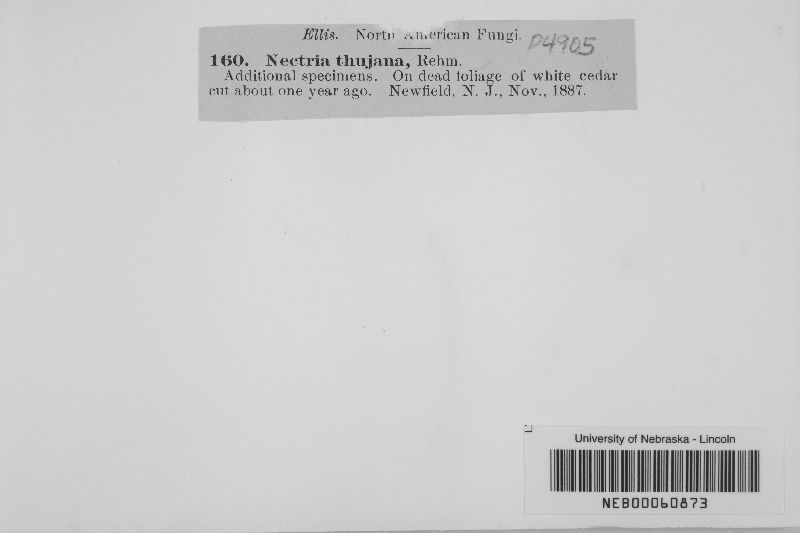 Ellis. North American Fungi. D4905
160. Nectria thujana, Rehm.
Additional specimens. On dead foliage of white cedar
cut about one year ago. Newfield, N. J., Nov., 1887.
University of Nebraska - Lincoln
NEB00060873